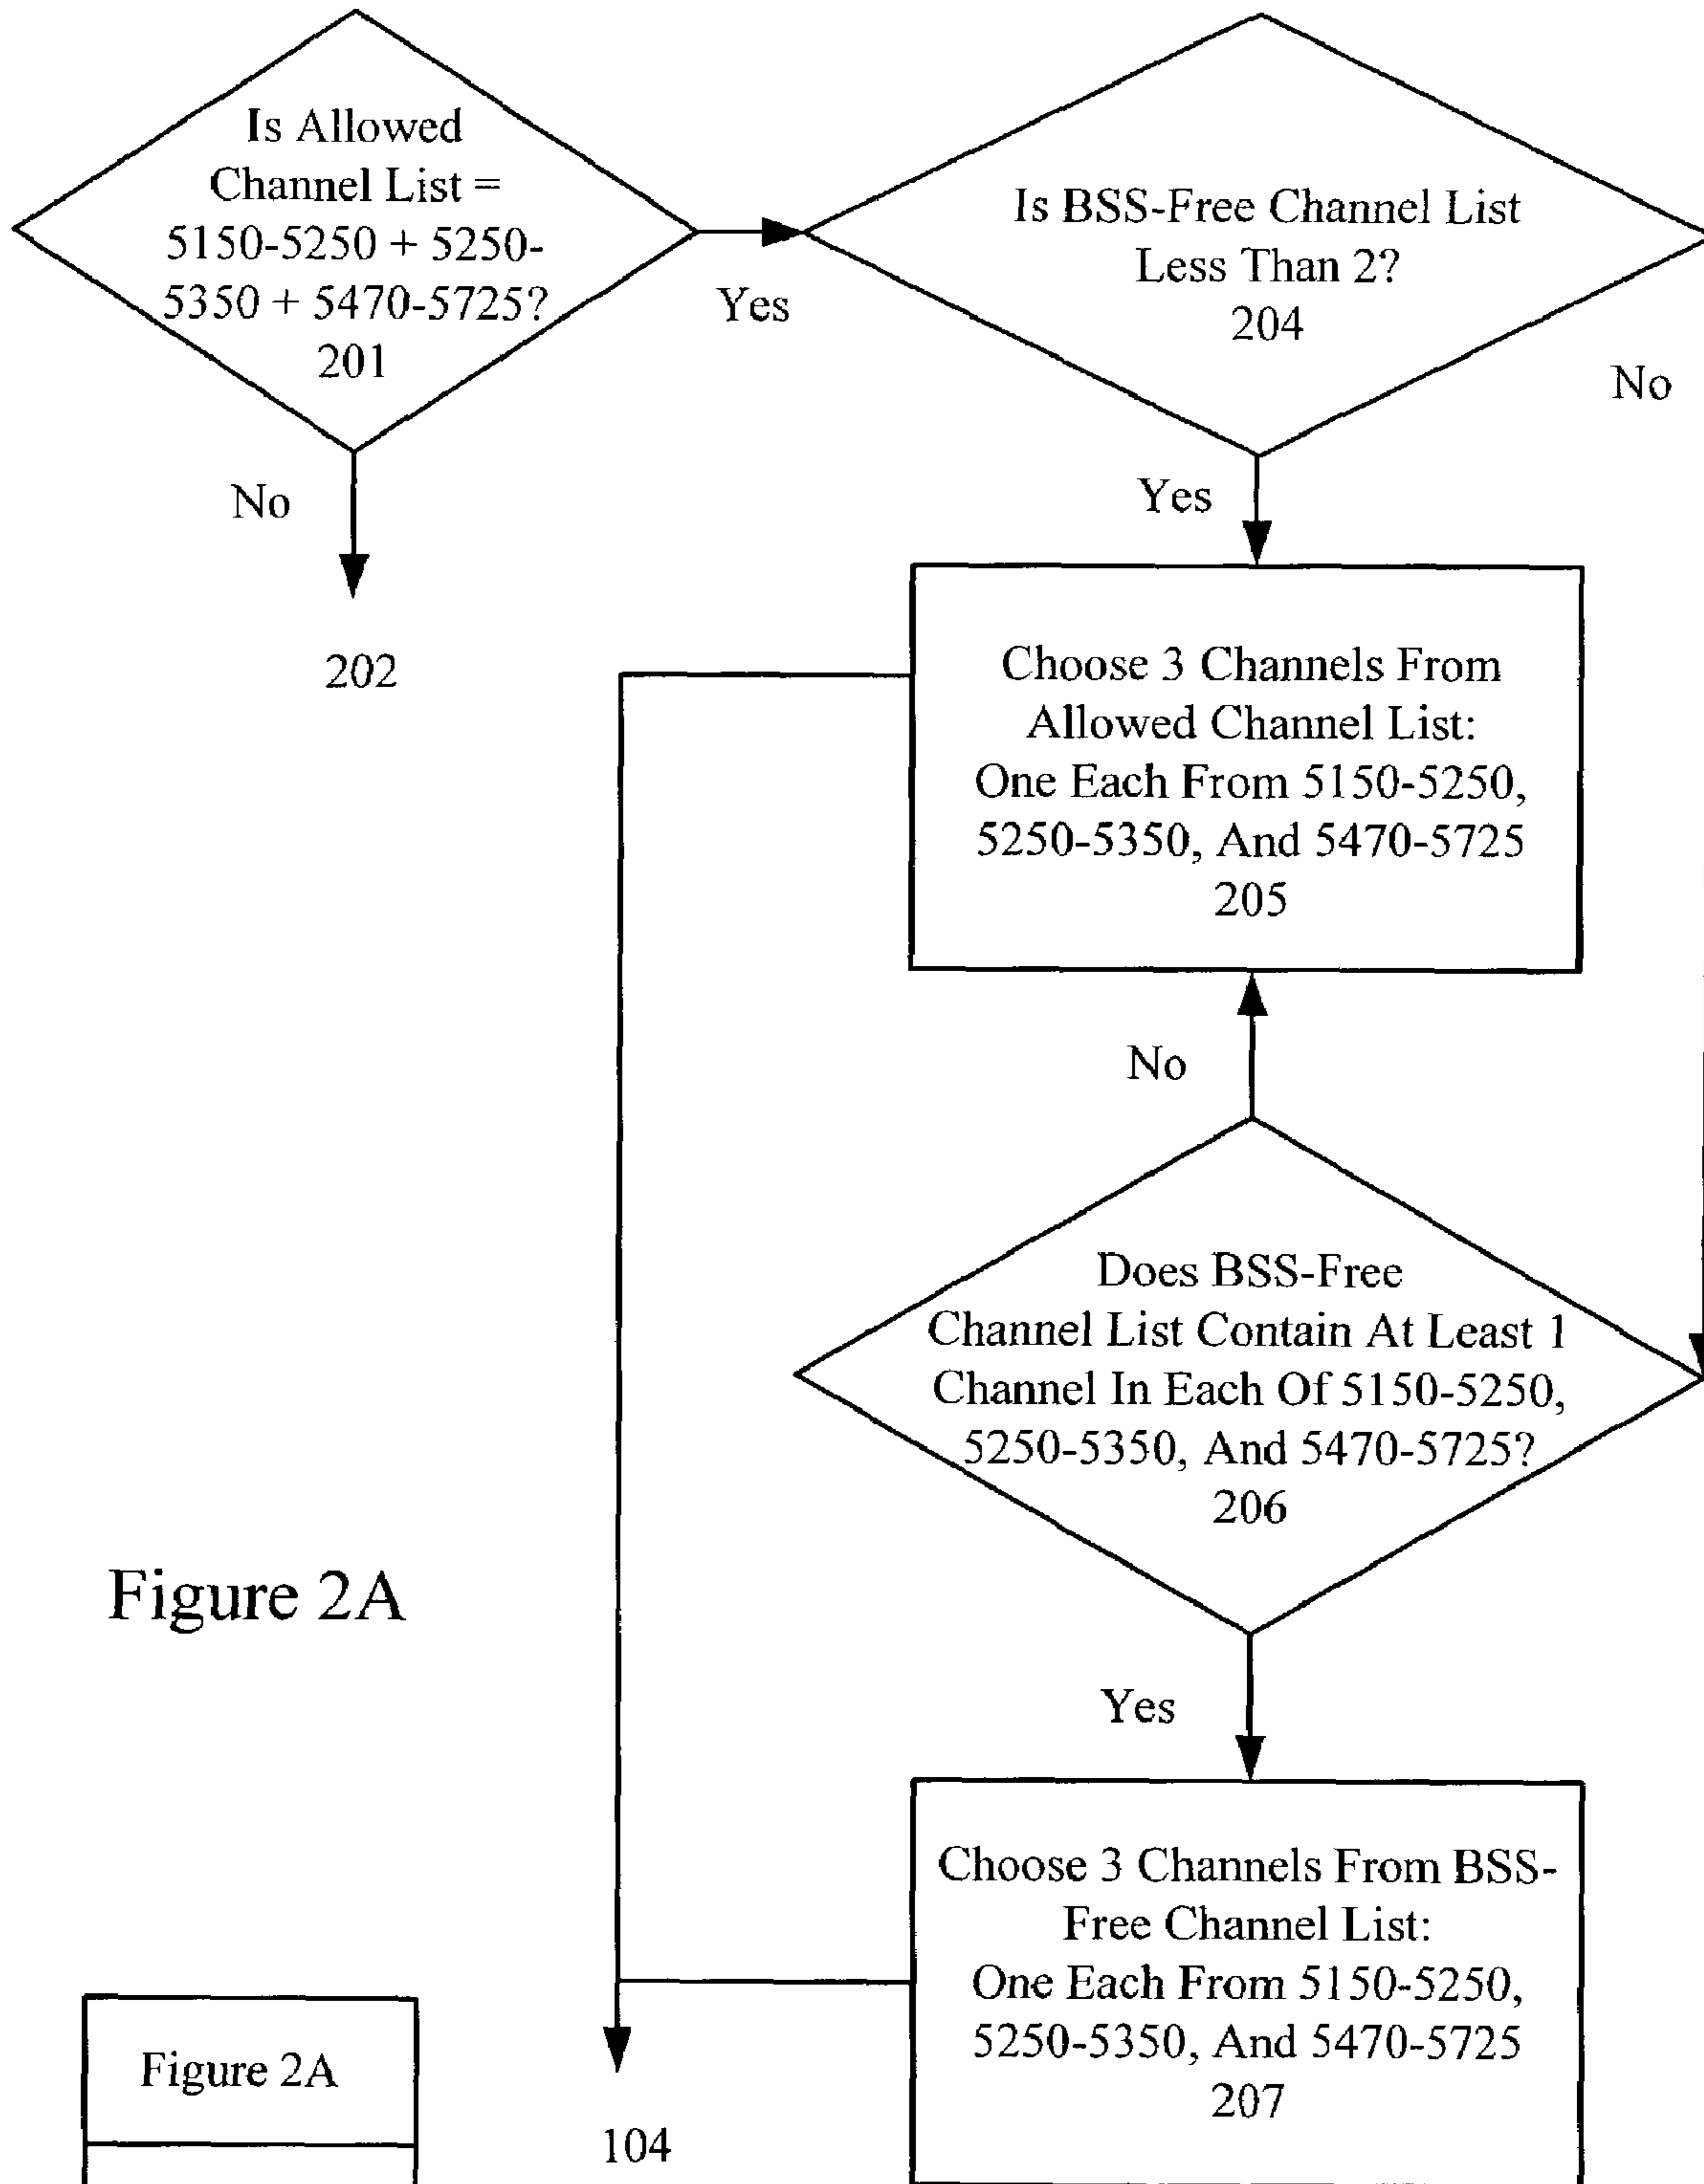 Is Allowed
Channel List =
5150-5250 + 5250-
5350 + 5470-5725?
201
Yes
Is BSS-Free Channel List
Less Than 2?
204
No
No
202
Yes
Choose 3 Channels From
Allowed Channel List:
One Each From 5150-5250,
5250-5350, And 5470-5725
205
No
Does BSS-Free
Channel List Contain At Least 1
Channel In Each Of 5150-5250,
5250-5350, And 5470-5725?
206
Yes
Choose 3 Channels From BSS-
Free Channel List:
One Each From 5150-5250,
5250-5350, And 5470-5725
207
104
Figure 2A
Figure 2A